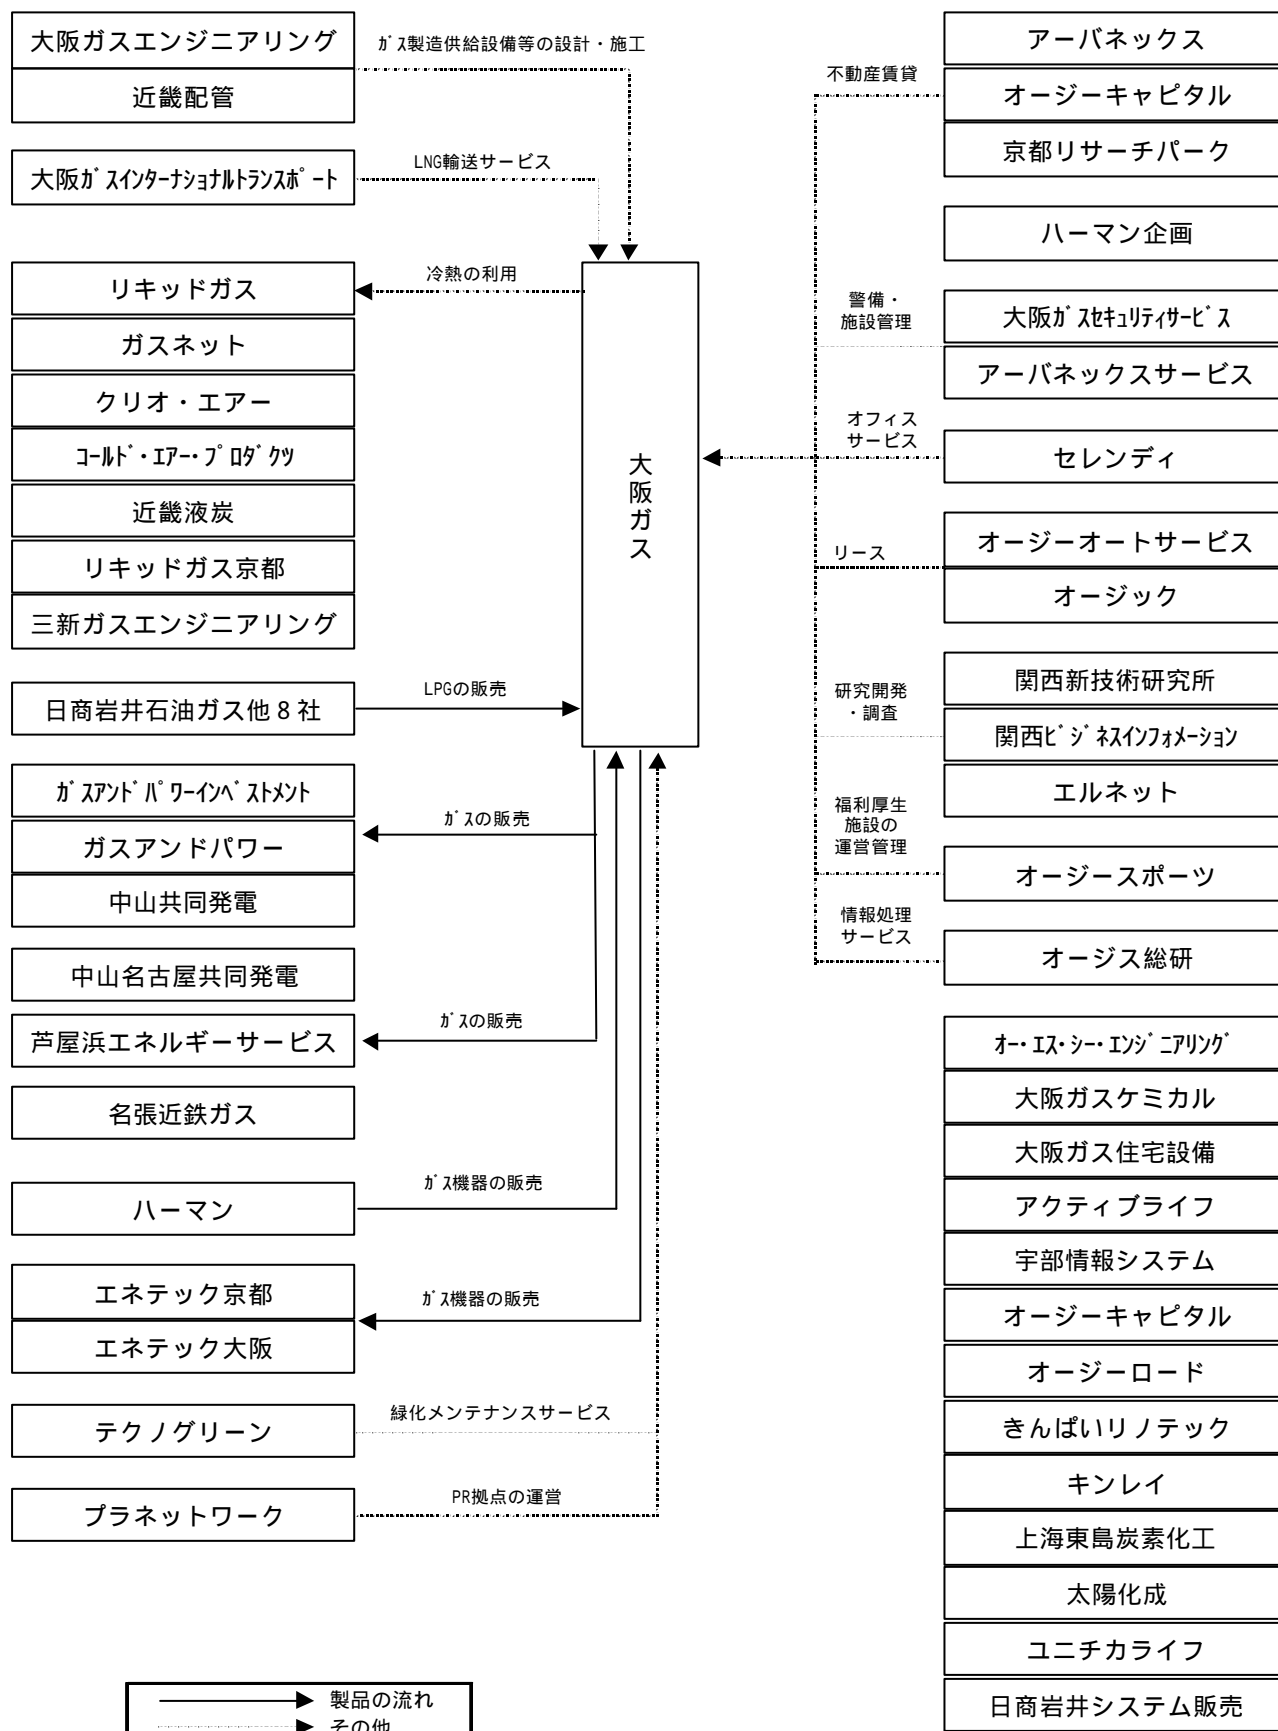 大阪ガスエンジニアリング
ｶﾞｽ製造供給設備等の設計・施工
近畿配管
大阪ｶﾞｽｲﾝﾀｰﾅｼｮﾅﾙﾄﾗﾝｽﾎﾟｰﾄ
LNG輸送サービス
リキッドガス
冷熱の利用
ガスネット
クリオ・エアー
ｺｰﾙﾄﾞ・ｴｱｰ・ﾌﾟﾛﾀﾞｸﾂ
近畿液炭
リキッドガス京都
三新ガスエンジニアリング
日商岩井石油ガス他８社
LPGの販売
ｶﾞｽｱﾝﾄﾞﾊﾟﾜｰｲﾝﾍﾞｽﾄﾒﾝﾄ
ガスアンドパワー
ｶﾞｽの販売
中山共同発電
中山名古屋共同発電
芦屋浜エネルギーサービス
ｶﾞｽの販売
名張近鉄ガス
ハーマン
ｶﾞｽ機器の販売
エネテック京都
ｶﾞｽ機器の販売
エネテック大阪
テクノグリーン
緑化メンテナンスサービス
プラネットワーク
PR拠点の運営
大阪ガス
アーバネックス
不動産賃貸
オージーキャピタル
京都リサーチパーク
ハーマン企画
警備・
施設管理
大阪ｶﾞｽｾｷｭﾘﾃｨｻｰﾋﾞｽ
アーバネックスサービス
オフィス
サービス
セレンディ
オージーオートサービス
リース
オージック
関西新技術研究所
研究開発
・調査
関西ﾋﾞｼﾞﾈｽｲﾝﾌｫﾒｰｼｮﾝ
エルネット
福利厚生
施設の
運営管理
オージースポーツ
情報処理
サービス
オージス総研
ｵｰ・ｴｽ・ｼｰ・ｴﾝｼﾞﾆｱﾘﾝｸﾞ
大阪ガスケミカル
大阪ガス住宅設備
アクティブライフ
宇部情報システム
オージーキャピタル
オージーロード
きんぱいリノテック
キンレイ
上海東島炭素化工
太陽化成
ユニチカライフ
日商岩井システム販売
製品の流れ
その他